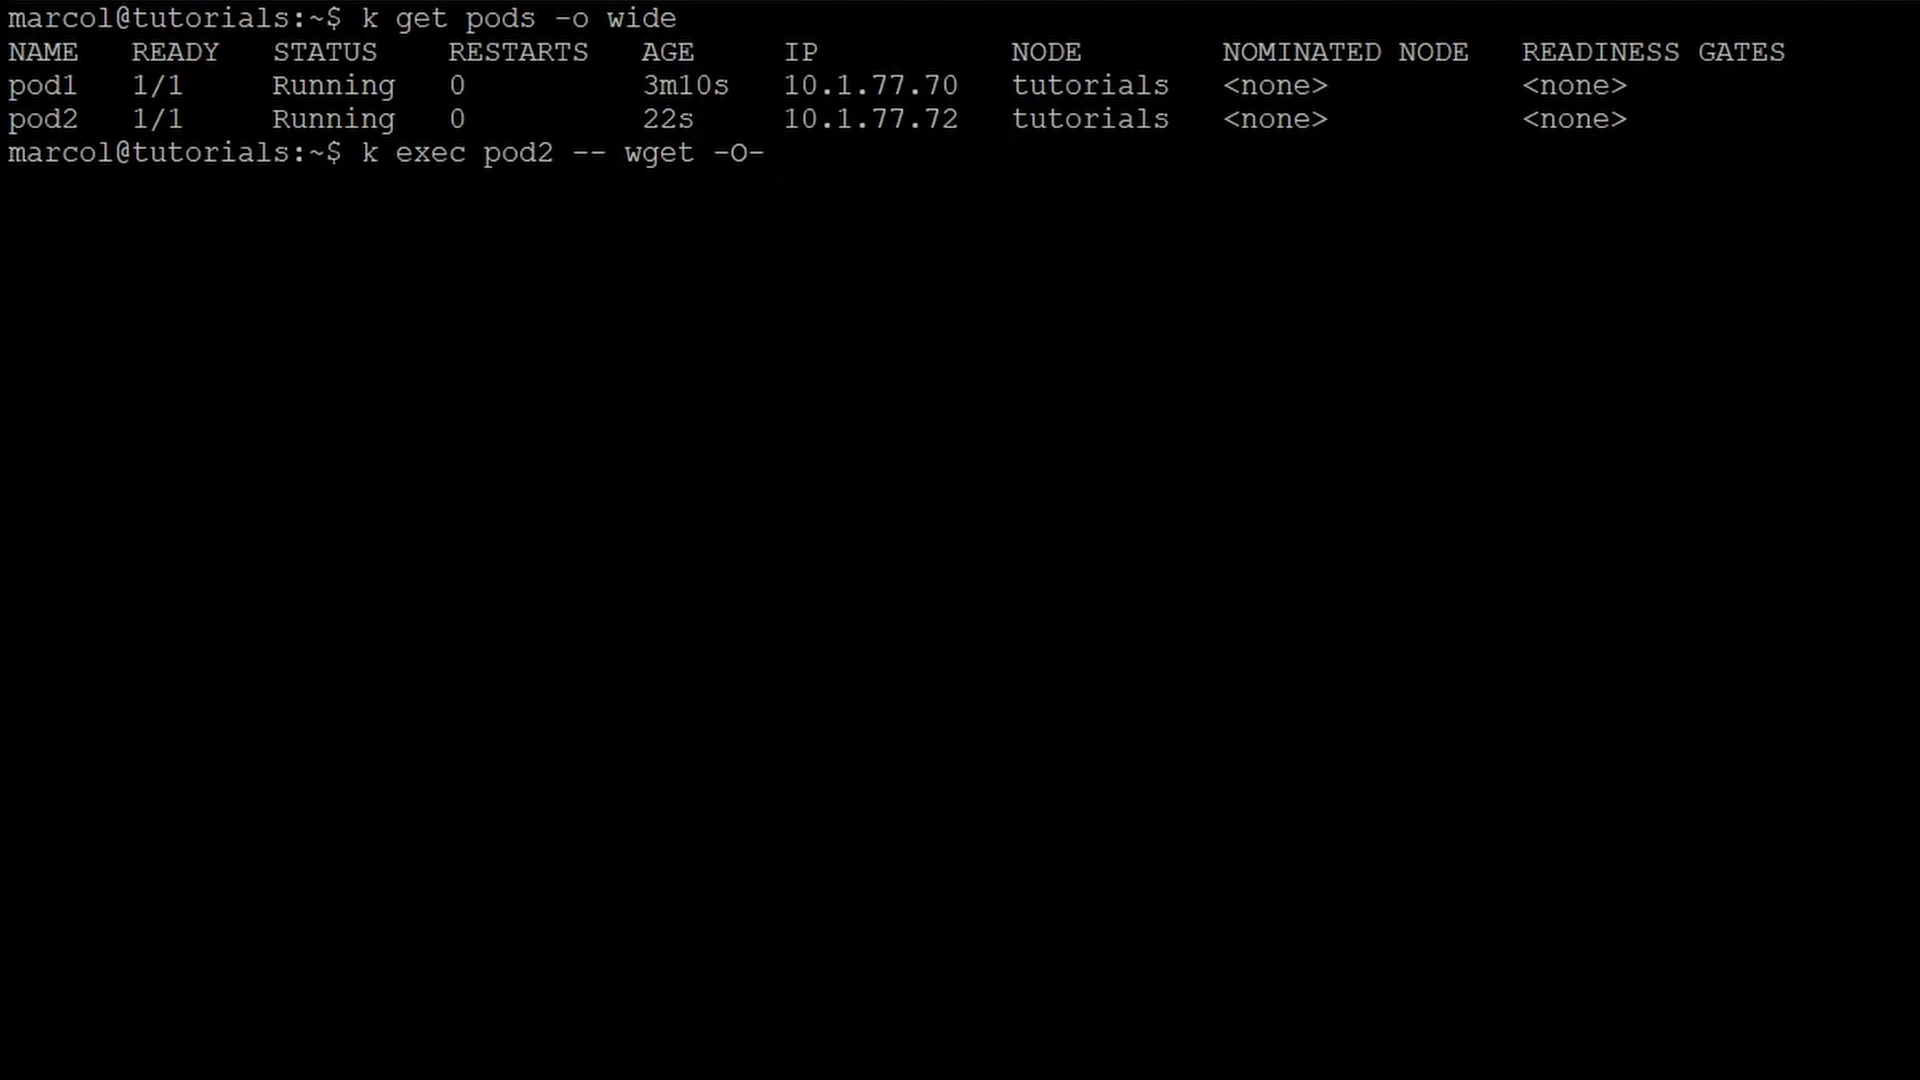 marcol@tutorials:~$ k get pods -o wide
NAME   READY   STATUS    RESTARTS   AGE     IP           NODE        NOMINATED NODE   READINESS GATES
pod1   1/1     Running   0          3m10s   10.1.77.70   tutorials   <none>           <none>
pod2   1/1     Running   0          22s     10.1.77.72   tutorials   <none>           <none>
marcol@tutorials:~$ k exec pod2 -- wget -O-